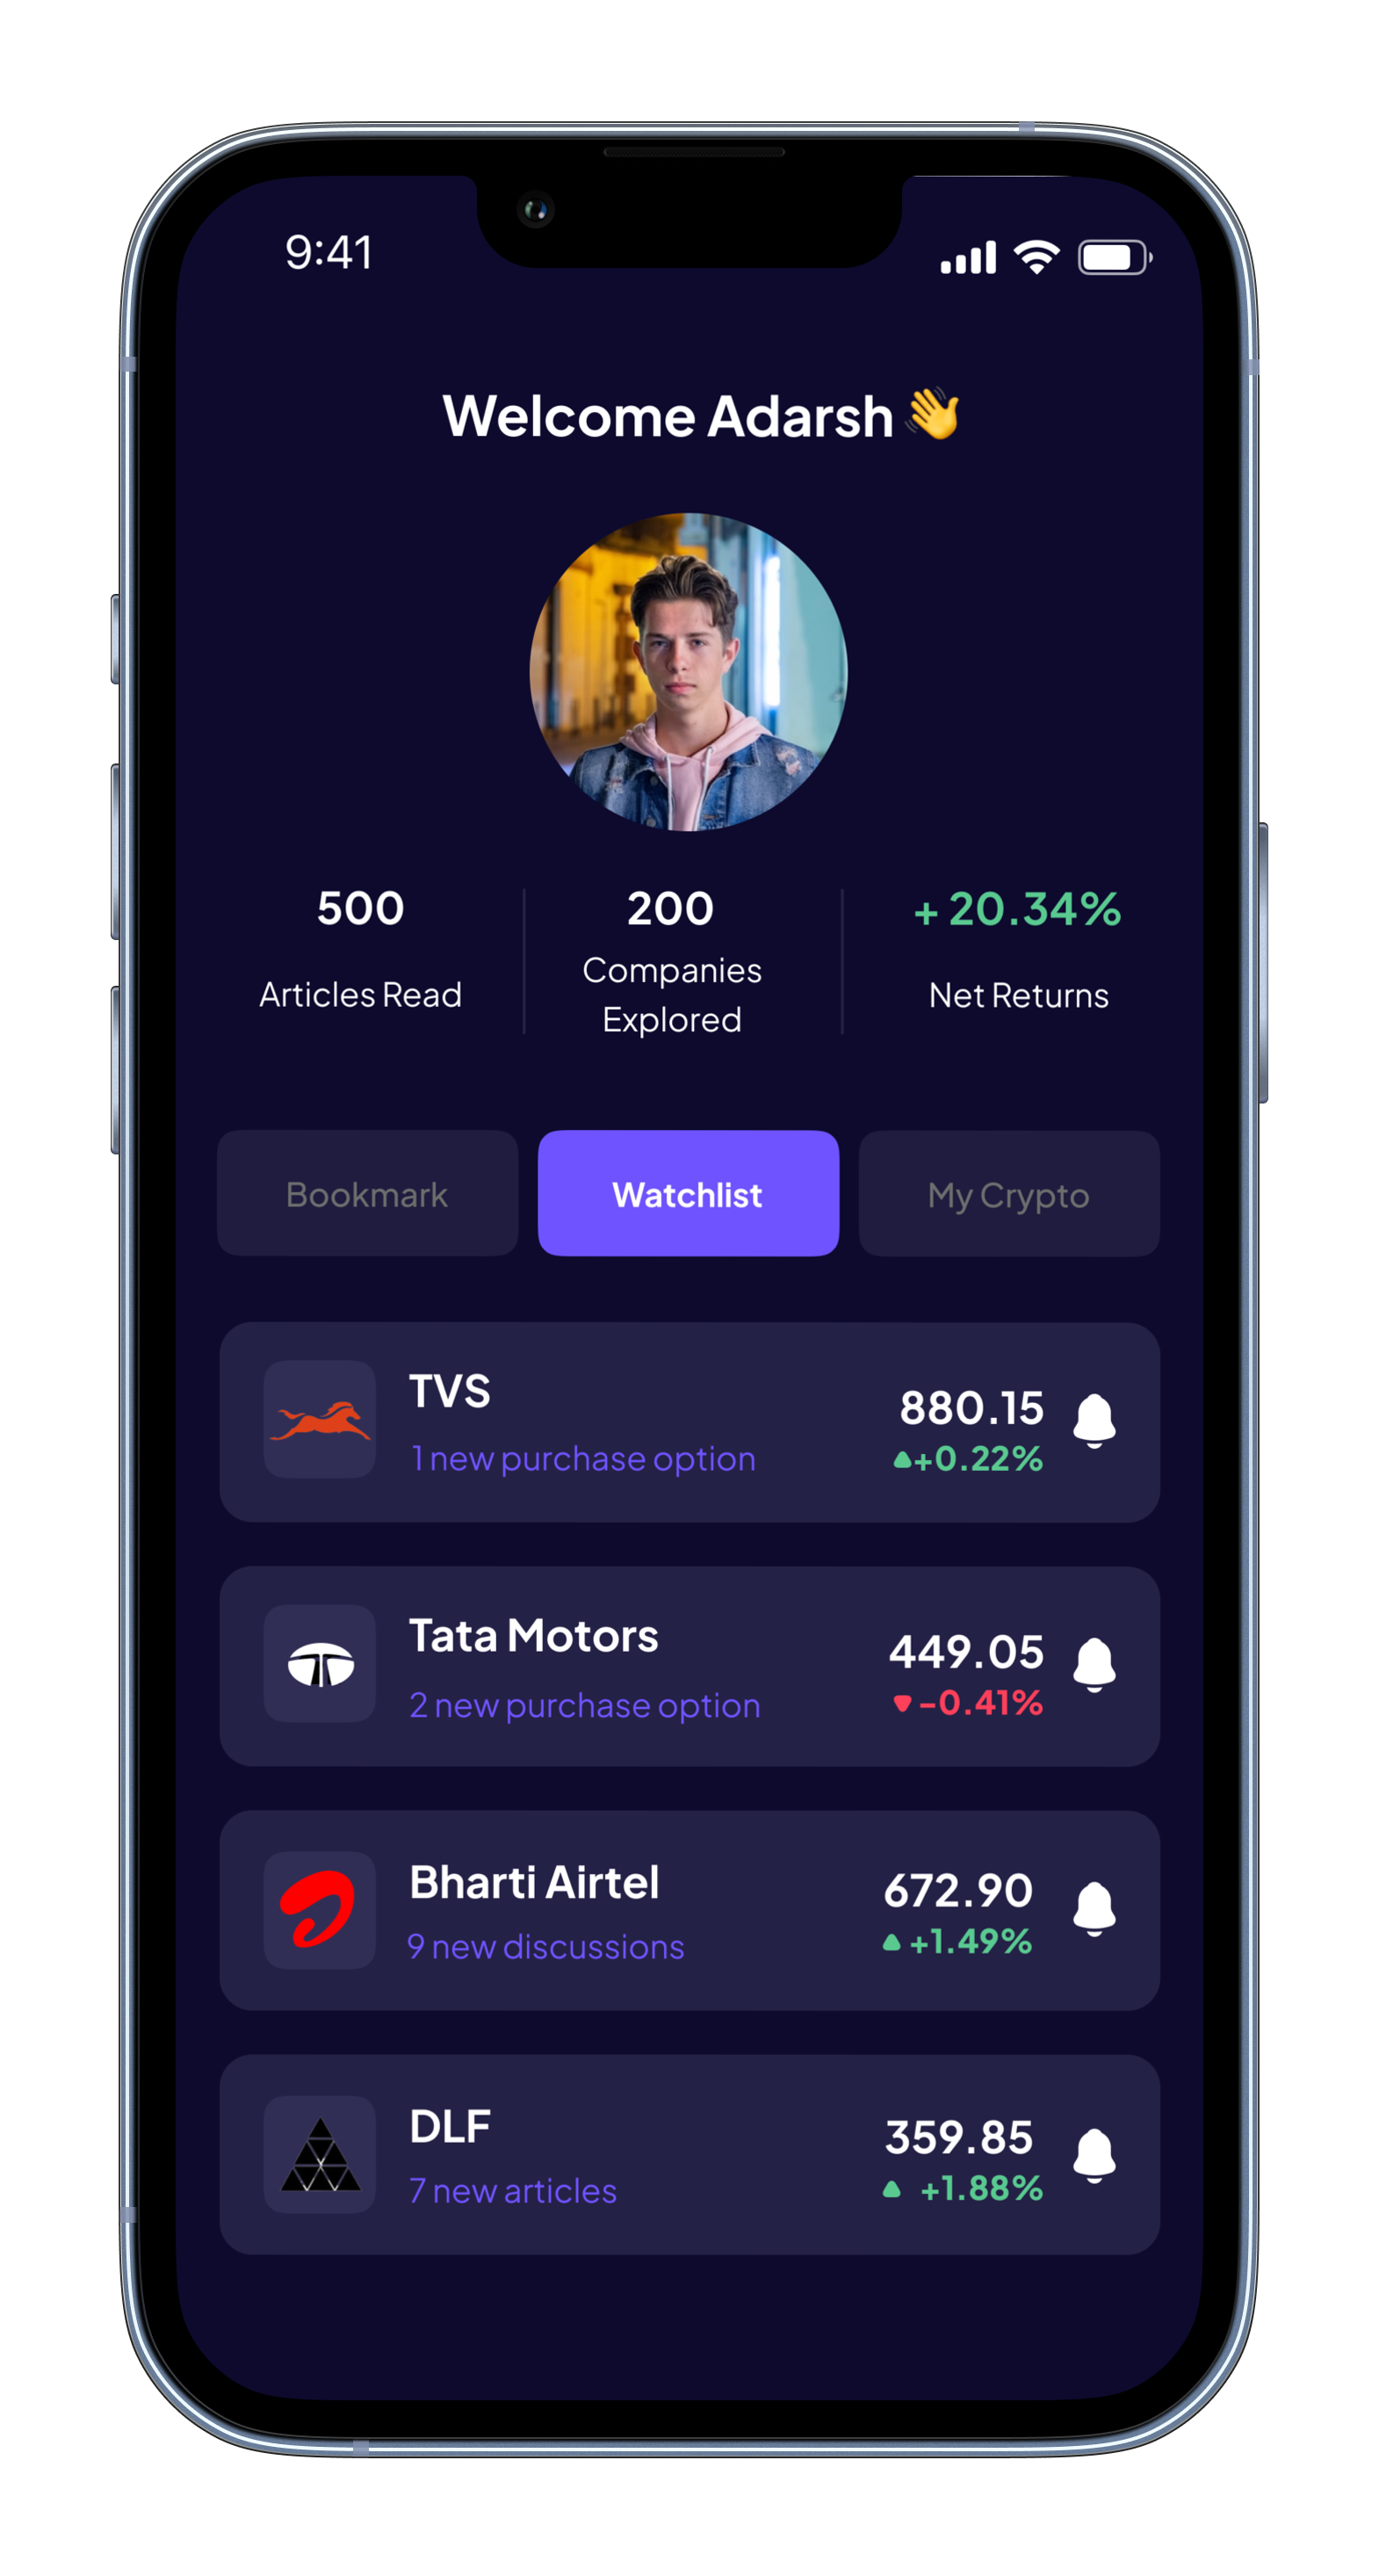 9:41
Welcome Adarsh 👋
500
Articles Read
200
Companies
Explored
+ 20.34%
Net Returns
Bookmark
Watchlist
My Crypto
TVS
1 new purchase option
880.15
+0.22%
Tata Motors
2 new purchase option
449.05
-0.41%
Bharti Airtel
9 new discussions
672.90
+1.49%
DLF
7 new articles
359.85
+1.88%